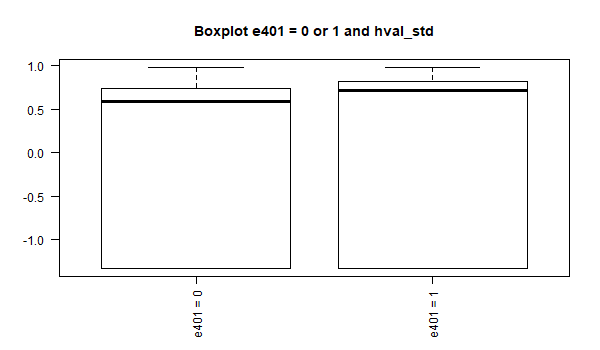 Boxplot e401 = 0 or 1 and hval_std
1.0
0.5
0.0
-0.5
-1.0
e401 = 0
e401 = 1